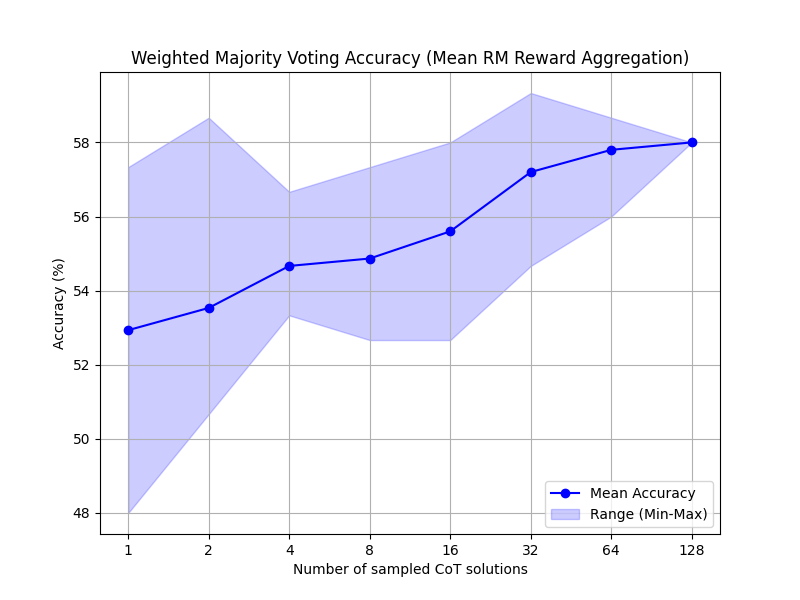 Weighted Majority Voting Accuracy (Mean RM Reward Aggregation)
Accuracy (%)
58
56
54
52
50
48
Mean Accuracy
Range (Min-Max)
1 2 4 8 16 32 64 128
Number of sampled CoT solutions